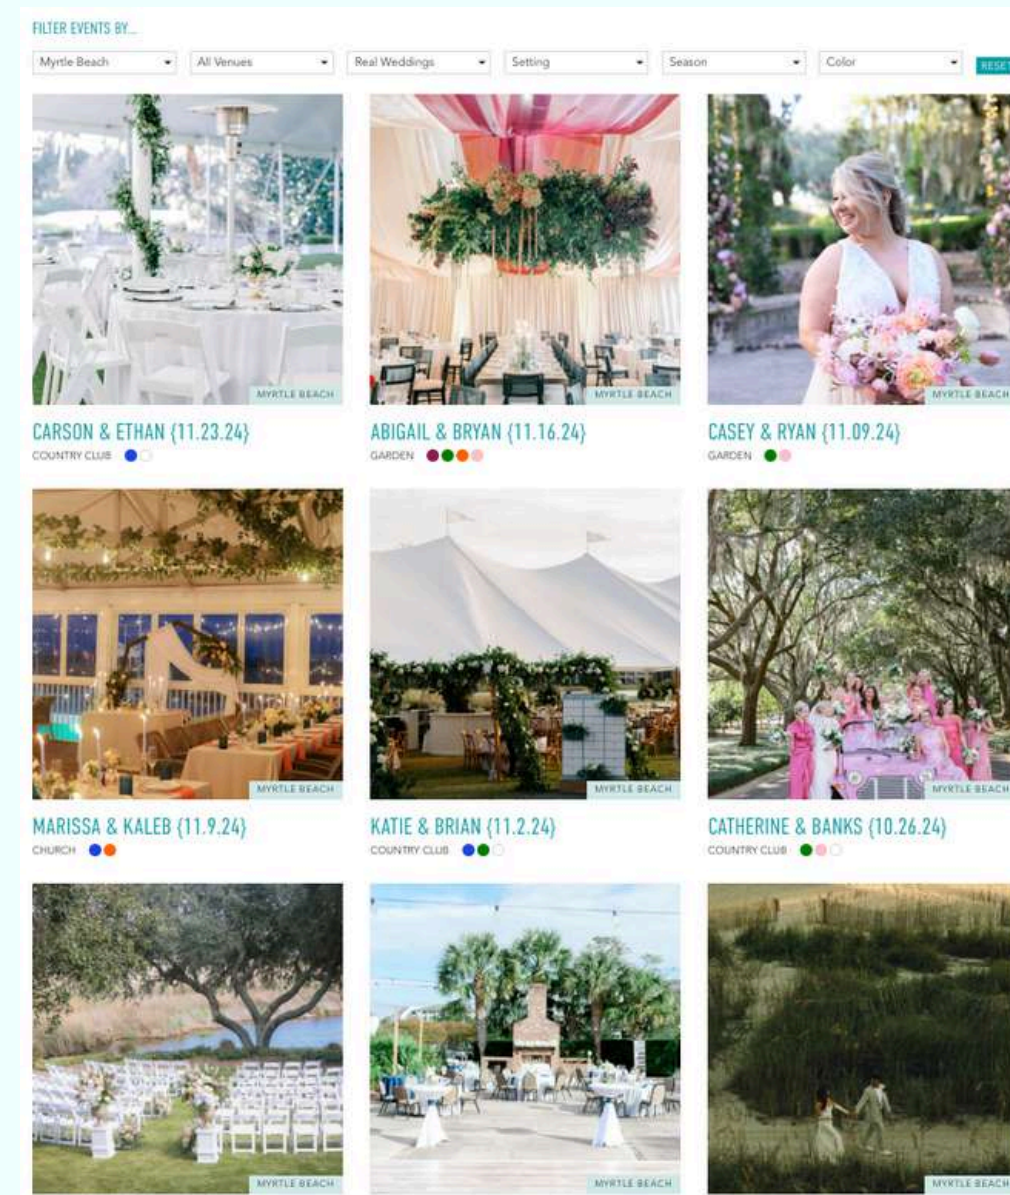 FILTER EVENTS BY...
Myrtle Beach All Venues Real Weddings Setting Season Color RESET
MYRTLE BEACH MYRTLE BEACH MYRTLE BEACH
CARSON & ETHAN {11.23.24} ABIGAIL & BRYAN {11.16.24} CASEY & RYAN {11.09.24}
COUNTRY CLUB GARDEN GARDEN
MYRTLE BEACH MYRTLE BEACH MYRTLE BEACH
MARISSA & KALEB {11.9.24} KATIE & BRIAN {11.2.24} CATHERINE & BANKS {10.26.24}
CHURCH COUNTRY CLUB COUNTRY CLUB
MYRTLE BEACH MYRTLE BEACH MYRTLE BEACH